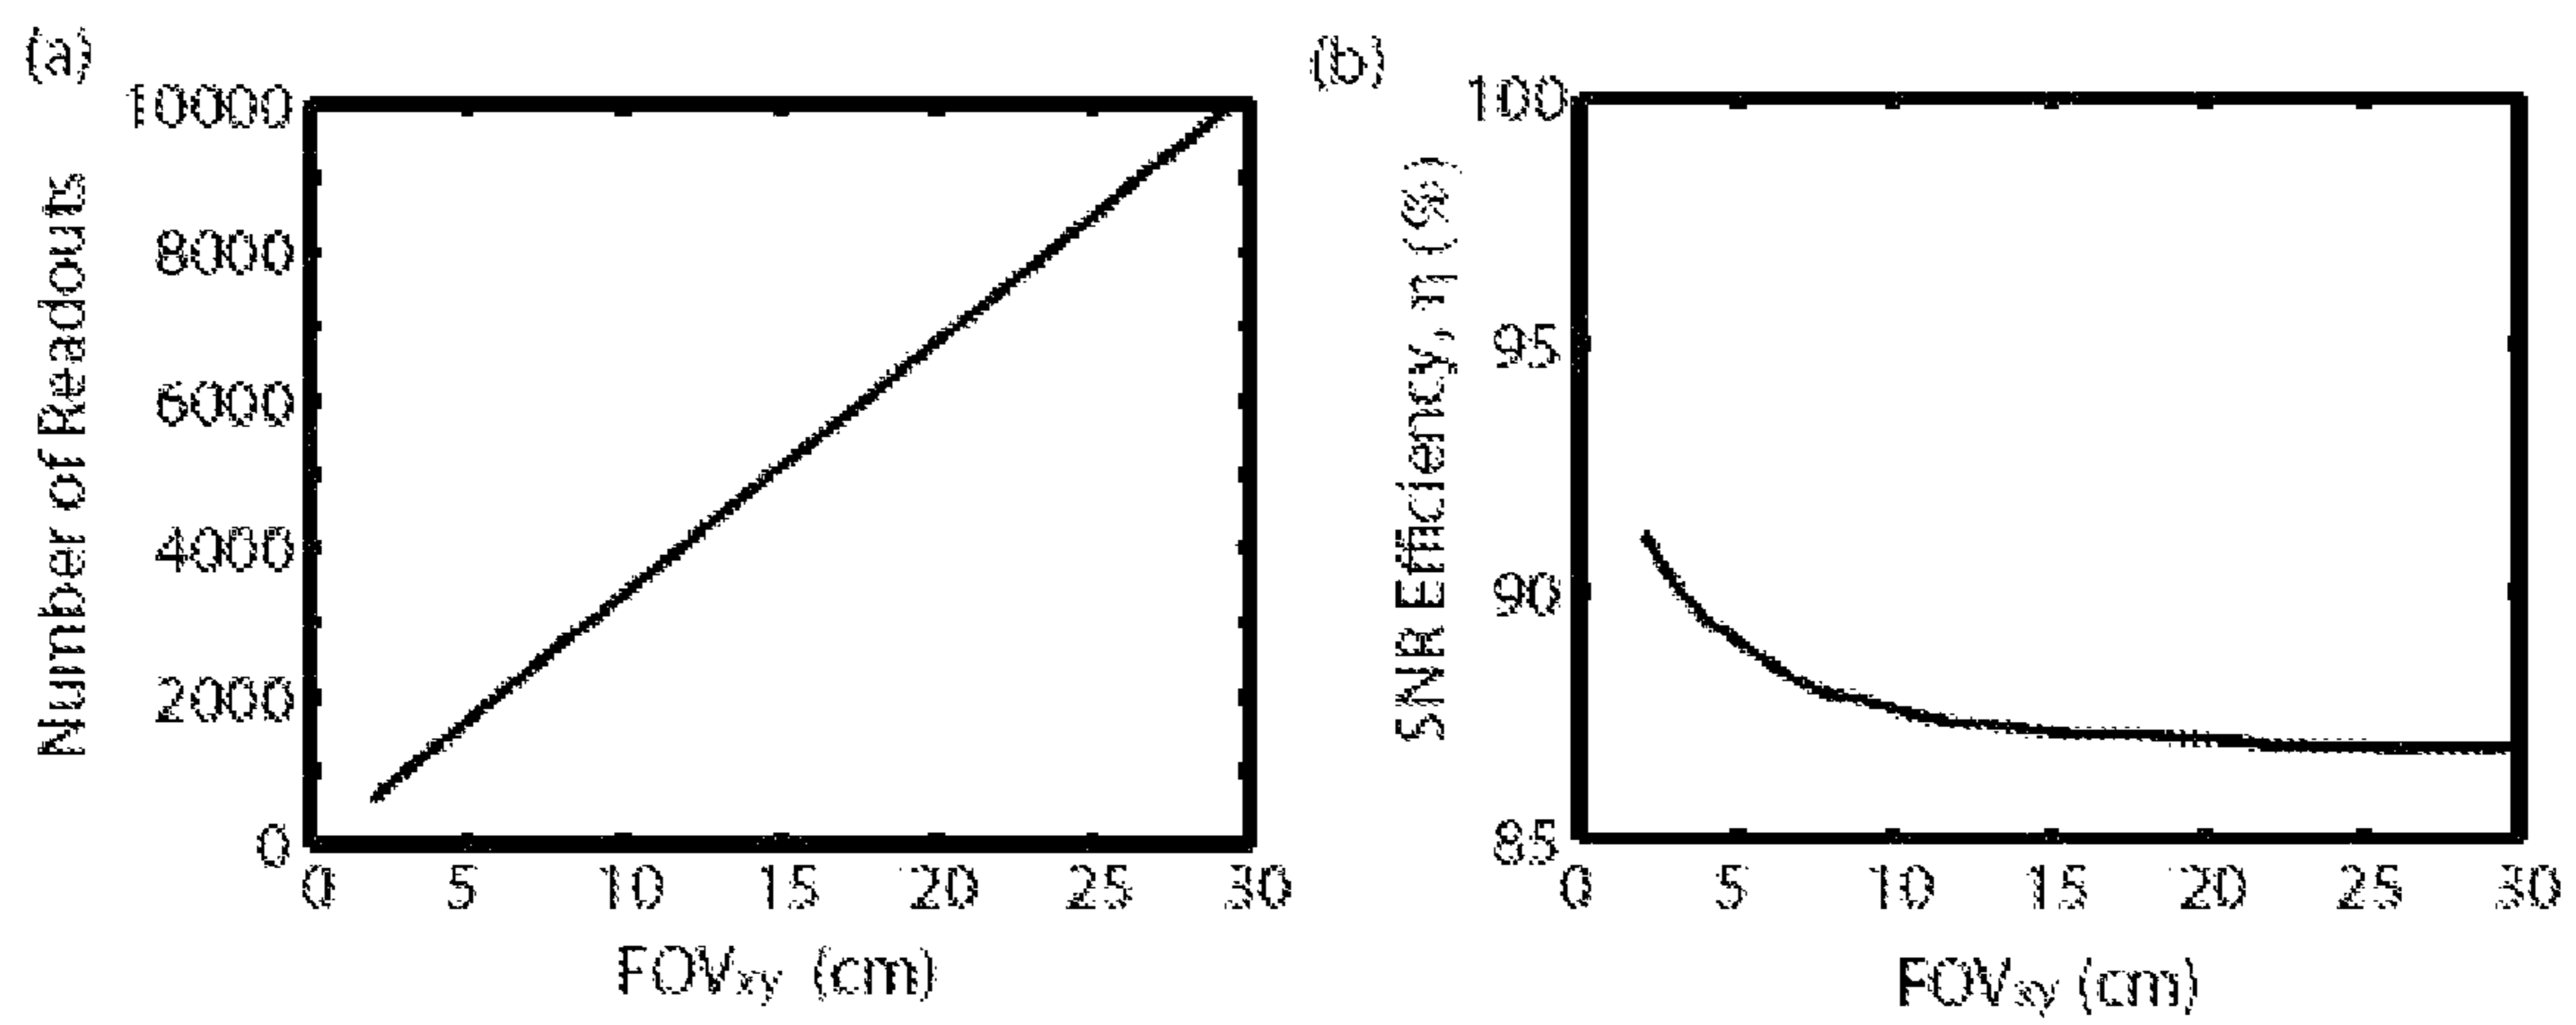 (a)
10000
8000
6000
4000
2000
0
Number of Readouts
0 5 10 15 20 25 30
FOVxy (cm)
(b)
100
95
90
85
SNR Efficiency, η (%)
0 5 10 15 20 25 30
FOVxy (cm)